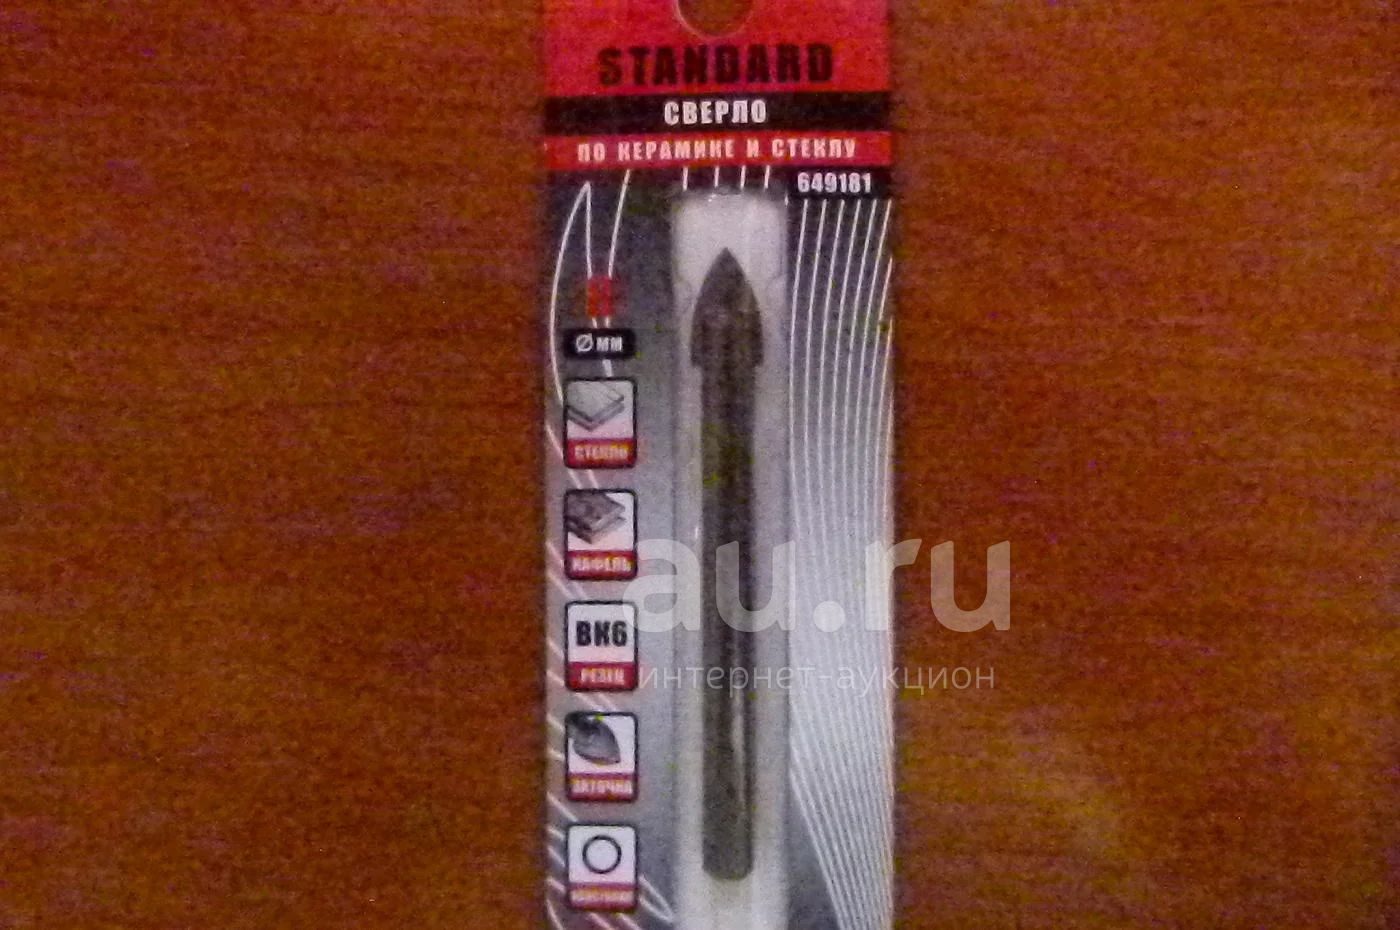 STANDARD
СВЕРЛО
ПО КЕРАМИКЕ И СТЕКЛУ
649181
Ø мм
СТЕКЛО
КАФЕЛЬ
ВК6
РЕЗЕЦ
ЗАТОЧКА
au.ru
интернет-аукцион